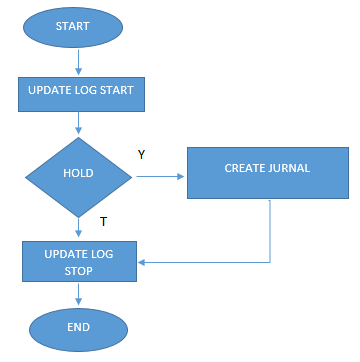 START
UPDATE LOG START
Y
HOLD
CREATE JURNAL
T
UPDATE LOG
STOP
END